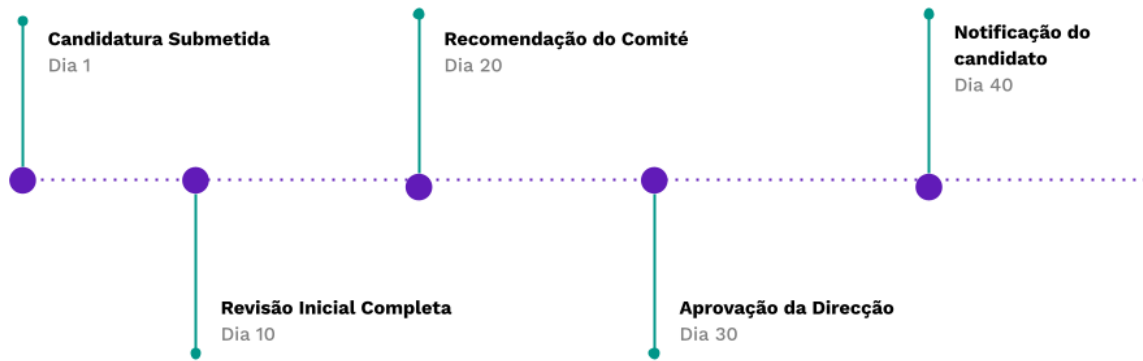 Candidatura Submetida
Dia 1
Revisão Inicial Completa
Dia 10
Recomendação do Comité
Dia 20
Aprovação da Direcção
Dia 30
Notificação do
candidato
Dia 40